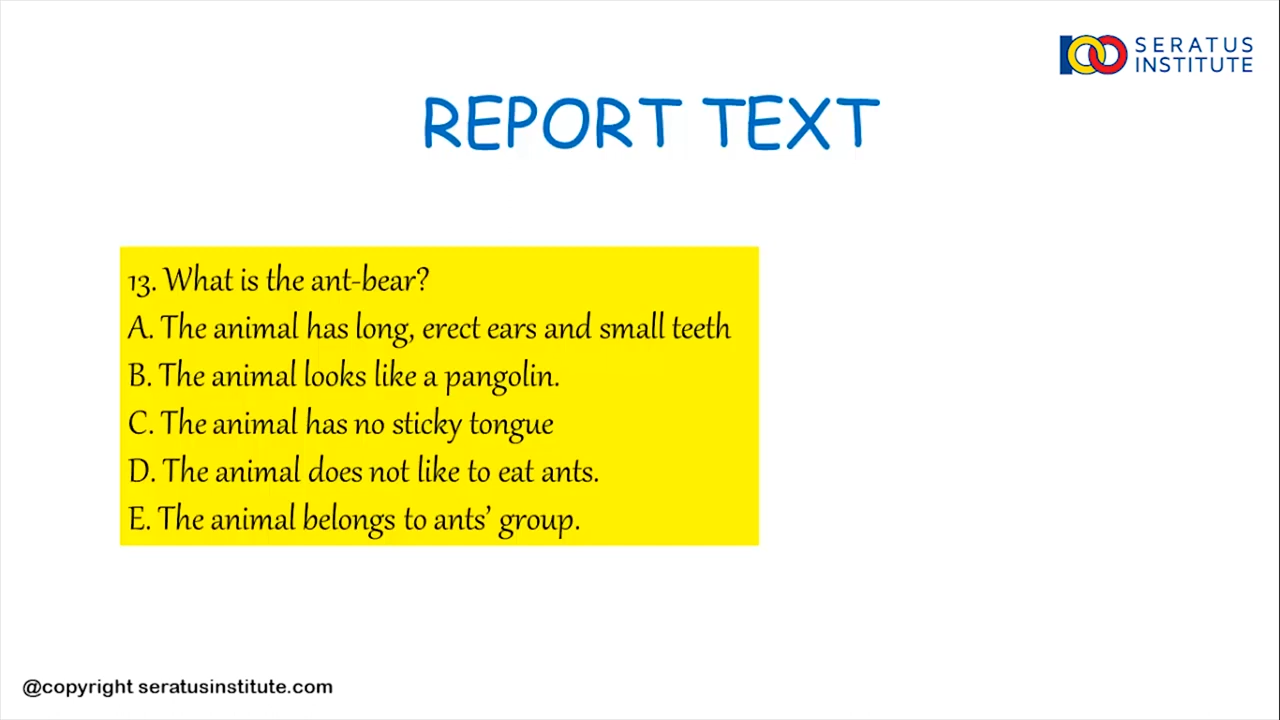 SERATUS
INSTITUTE
REPORT TEXT
13. What is the ant-bear?
A. The animal has long, erect ears and small teeth
B. The animal looks like a pangolin.
C. The animal has no sticky tongue
D. The animal does not like to eat ants.
E. The animal belongs to ants’ group.
@copyright seratusinstitute.com